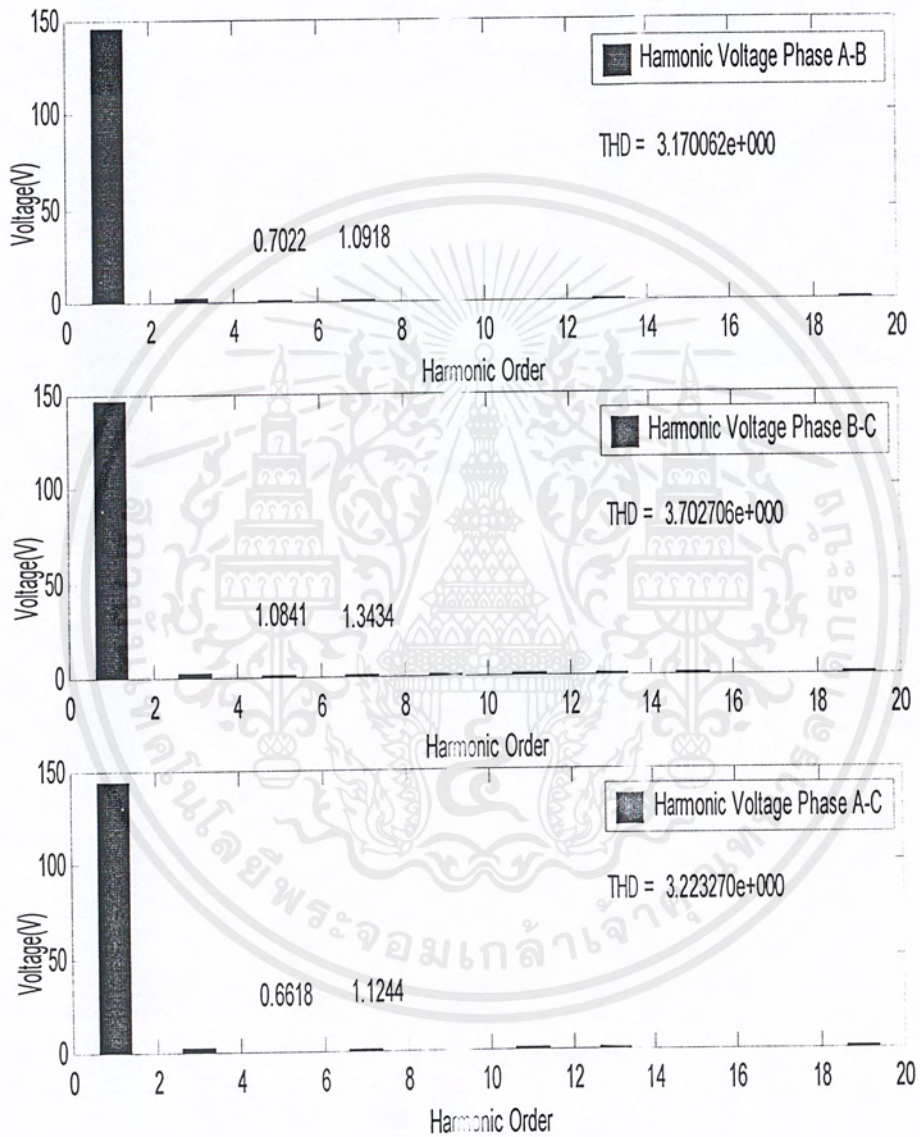 150
100
50
0
Voltage(V)
Harmonic Voltage Phase A-B
THD = 3.170062e+000
0.7022 1.0918
0 2 4 6 8 10 12 14 16 18 20
Harmonic Order
150
100
50
0
Voltage(V)
Harmonic Voltage Phase B-C
THD = 3.702706e+000
1.0841 1.3434
0 2 4 6 8 10 12 14 16 18 20
Harmonic Order
150
100
50
0
Voltage(V)
Harmonic Voltage Phase A-C
THD = 3.223270e+000
0.6618 1.1244
0 2 4 6 8 10 12 14 16 18 20
Harmonic Order